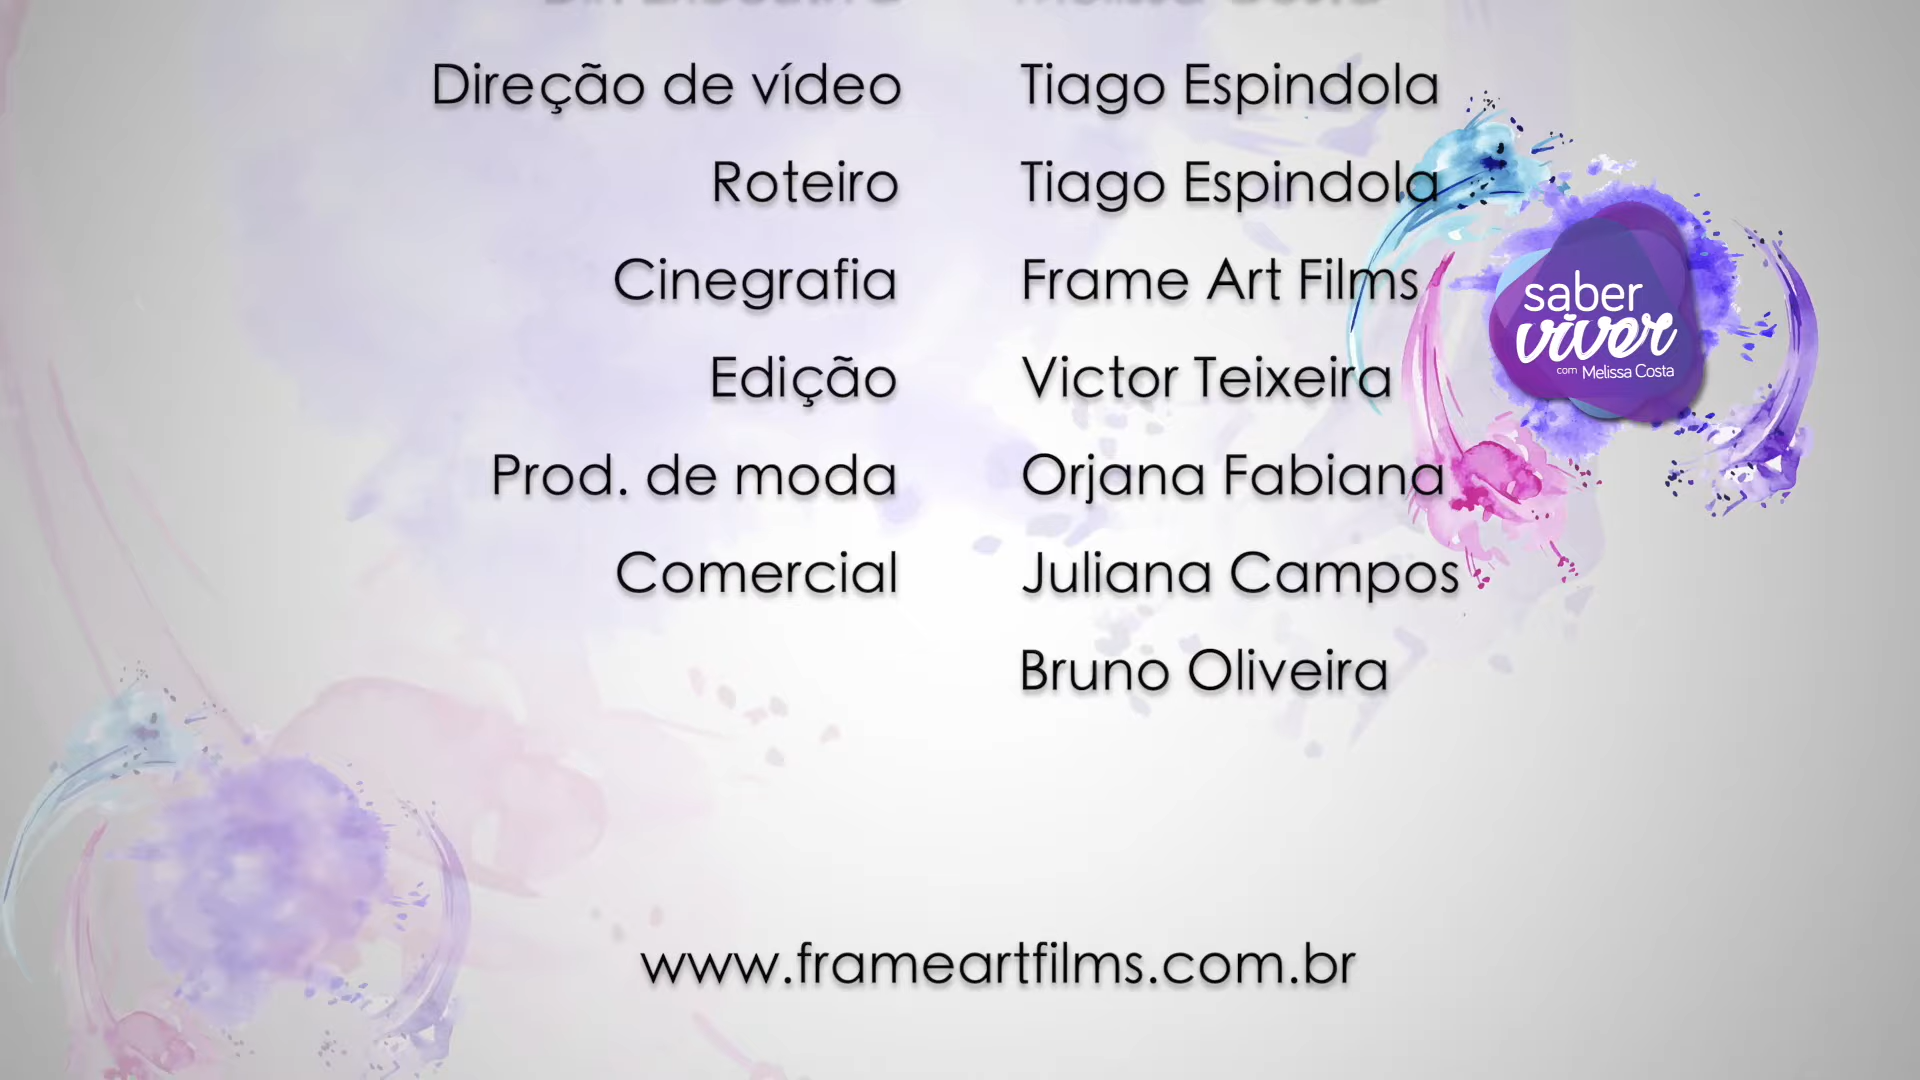 Direção de vídeo Tiago Espindola
Roteiro Tiago Espindola
Cinegrafia Frame Art Films
Edição Victor Teixeira
Prod. de moda Orjana Fabiana
Comercial Juliana Campos
Bruno Oliveira
www.frameartfilms.com.br
saber
viver
com Melissa Costa